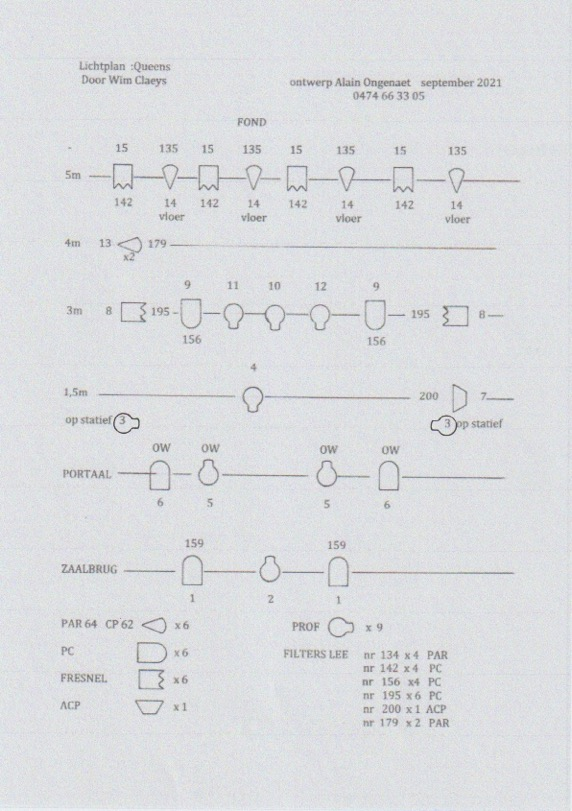 Lichtplan :Queens
Door Wim Claeys
ontwerp Alain Ongenaet september 2021
0474 66 33 05
FOND
15 135 15 135 15 135 15 135
5m
142 14 142 14 142 14 142 14
vloer vloer vloer vloer
4m 13 179
x2
9 11 10 12 9
3m 8 195 195 8
156 156
4
1,5m 200 7
op statief 3 3 op statief
OW OW OW OW
PORTAAL
6 5 5 6
159 159
ZAALBRUG
1 2 1
PAR 64 CP 62 x 6
PC x 6
FRESNEL x 6
ACP x 1
PROF x 9
FILTERS LEE nr 134 x 4 PAR
nr 142 x 4 PC
nr 156 x4 PC
nr 195 x 6 PC
nr 200 x 1 ACP
nr 179 x 2 PAR